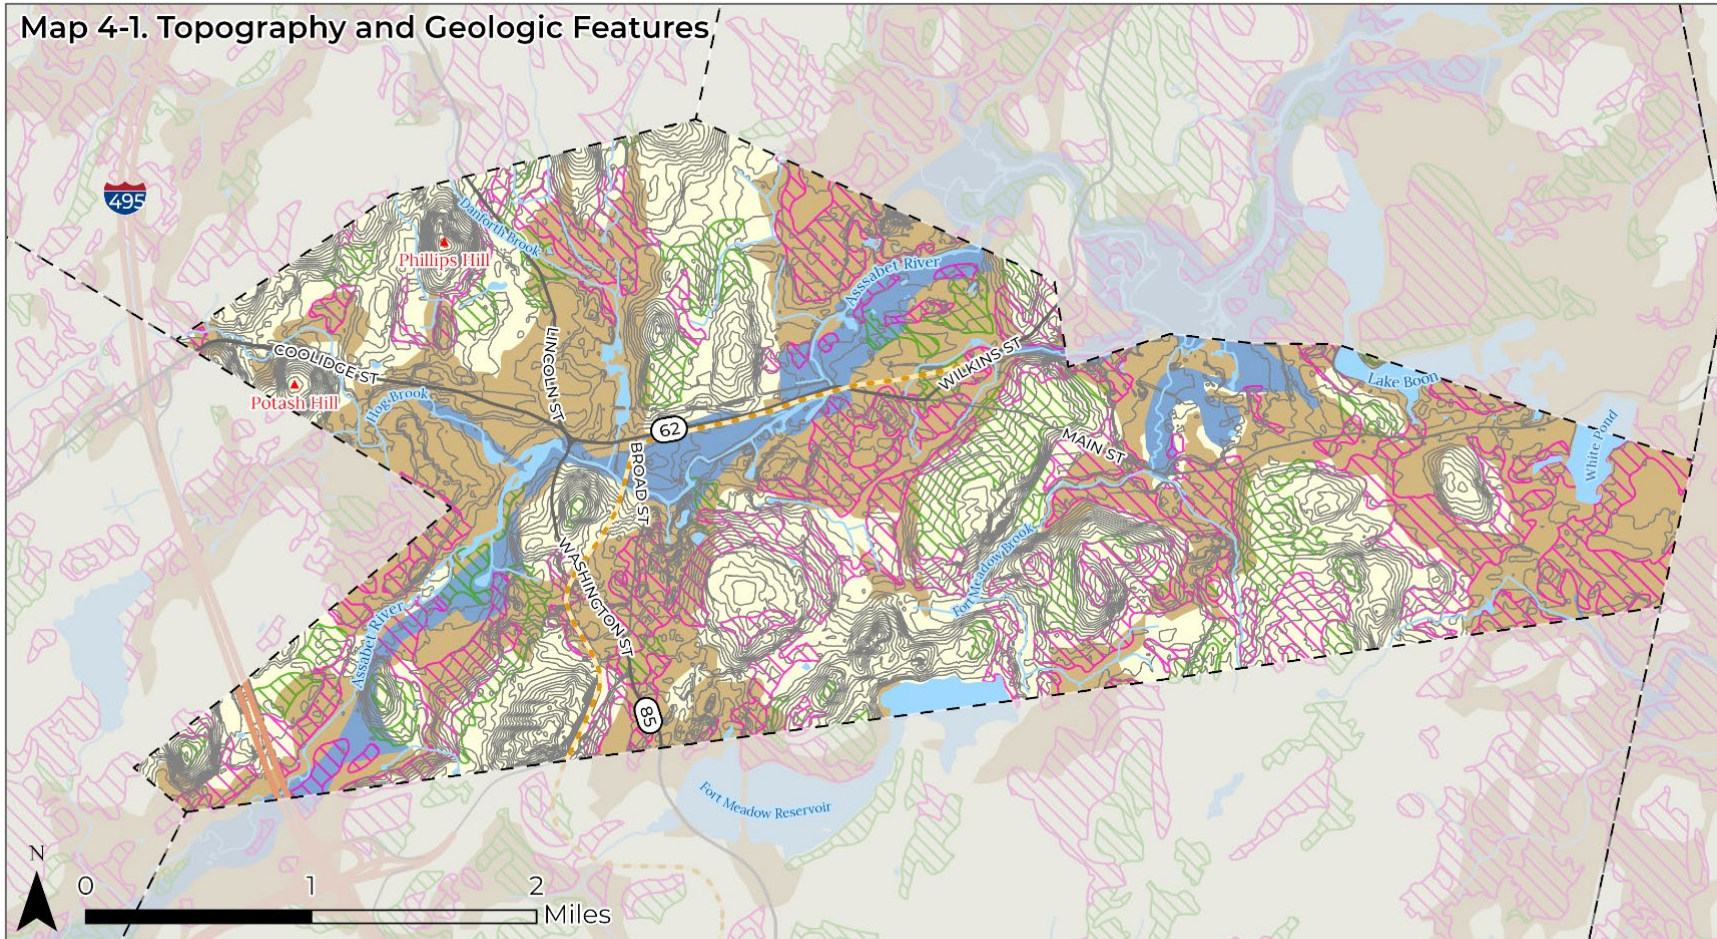 Map 4-1. Topography and Geologic Features
495
Danforth Brook
Phillips Hill
Asssabet River
LINCOLN ST
COOLIDGE ST
WILKINS ST
Potash Hill
Hog Brook
Lake Boon
62
BROAD ST
MAIN ST
White Pond
WASHINGTON ST
Fort Meadow Brook
Assabet River
85
Fort Meadow Reservoir
N
0 1 2
Miles